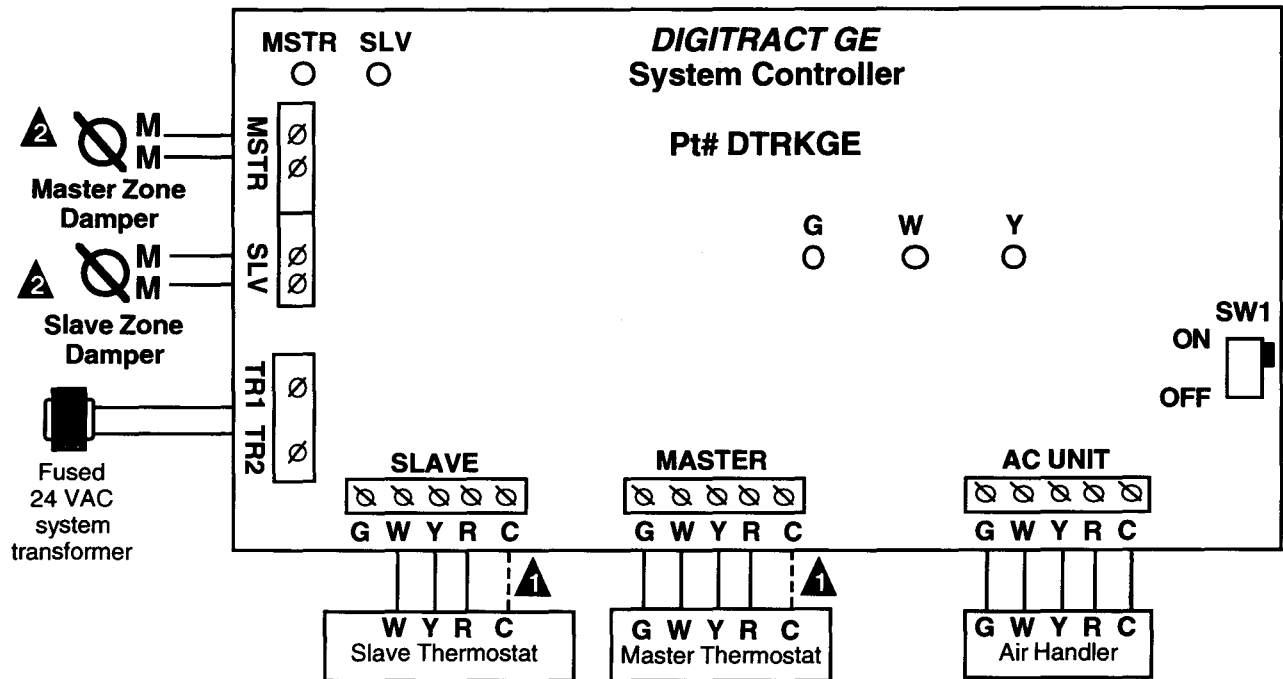 MSTR SLV
DIGITRACT GE
System Controller
Pt# DTRKGE
2
M
M
MSTR
Master Zone
Damper
2
M
M
SLV
Slave Zone
Damper
G W Y
SW1
ON
OFF
TR1 TR2
Fused
24 VAC
system
transformer
SLAVE
G W Y R C
MASTER
G W Y R C
AC UNIT
G W Y R C
1
1
W Y R C
Slave Thermostat
G W Y R C
Master Thermostat
G W Y R C
Air Handler